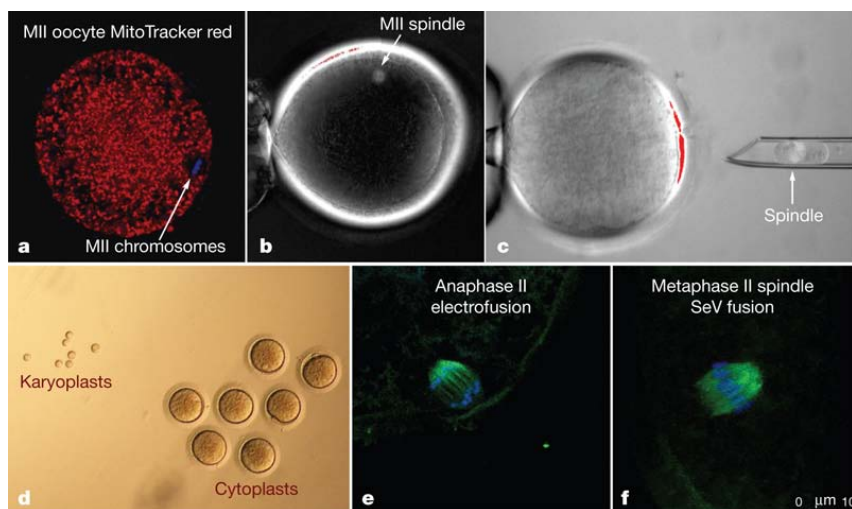 MII oocyte MitoTracker red
MII chromosomes
a
MII spindle
b
Spindle
c
Karyoplasts
Cytoplasts
d
Anaphase II
electrofusion
e
Metaphase II spindle
SeV fusion
0 µm 10
f